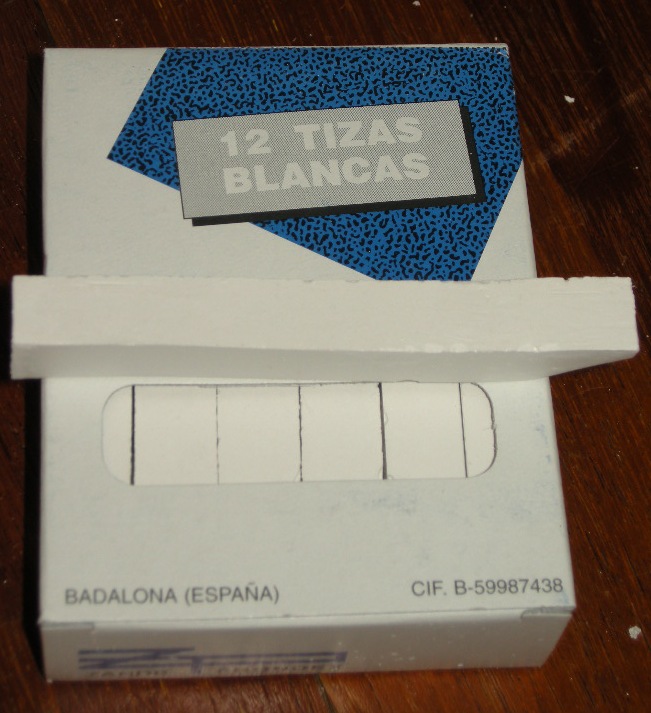 12 TIZAS
BLANCAS
BADALONA (ESPAÑA)
CIF. B-59987438